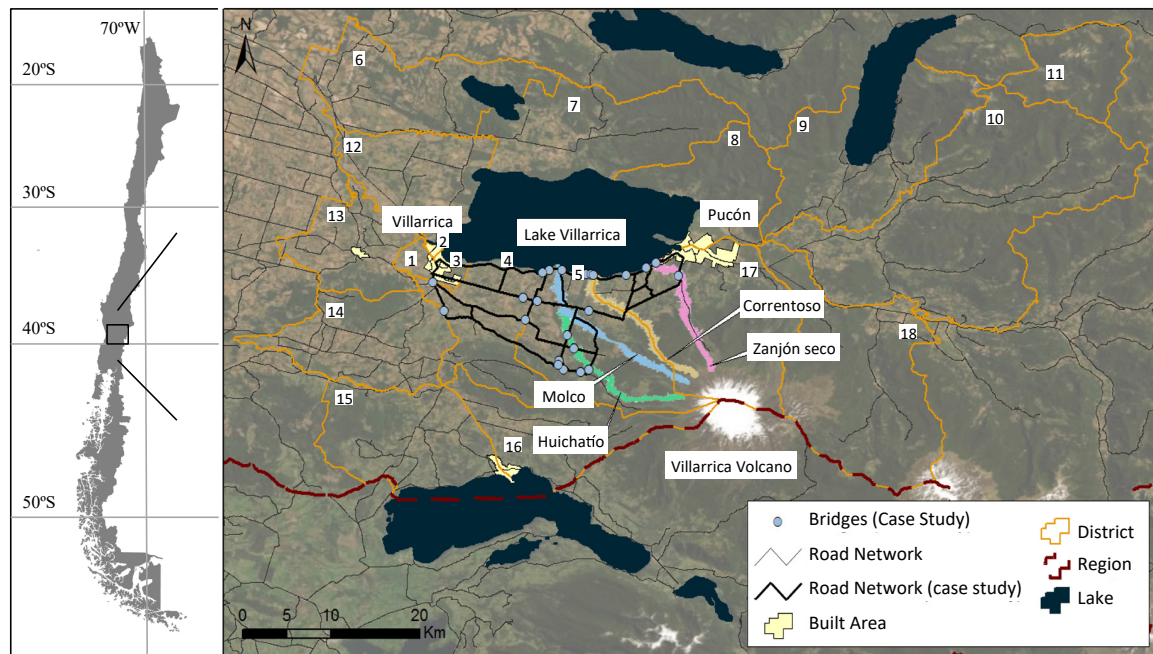 70ºW
20ºS
30ºS
40ºS
50ºS
N
6
11
7
10
9
8
12
13
Villarrica
Pucón
2
Lake Villarrica
1
3
4
5
17
Correntoso
14
18
Zanjón seco
15
Molco
Huichatío
16
Villarrica Volcano
Bridges (Case Study)
District
Road Network
Region
Road Network (case study)
Lake
Built Area
0 5 10 20
Km